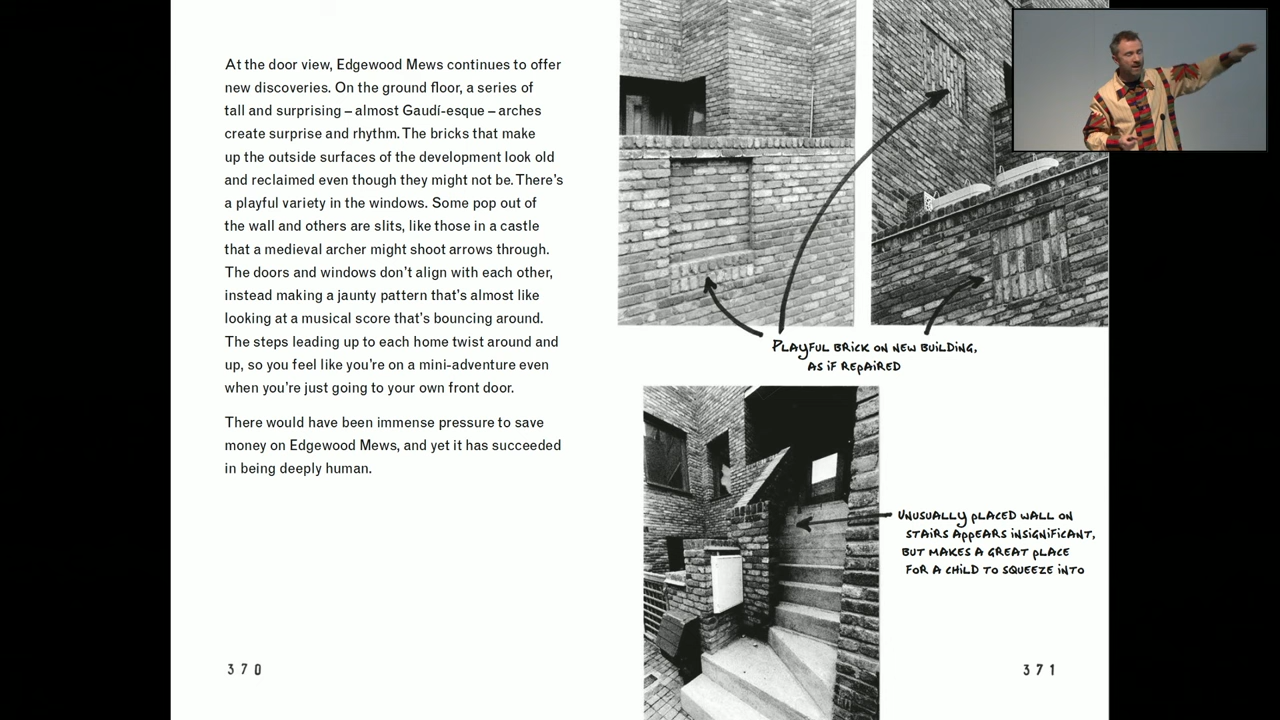 At the door view, Edgewood Mews continues to offer
new discoveries. On the ground floor, a series of
tall and surprising – almost Gaudí-esque – arches
create surprise and rhythm. The bricks that make
up the outside surfaces of the development look old
and reclaimed even though they might not be. There's
a playful variety in the windows. Some pop out of
the wall and others are slits, like those in a castle
that a medieval archer might shoot arrows through.
The doors and windows don't align with each other,
instead making a jaunty pattern that's almost like
looking at a musical score that's bouncing around.
The steps leading up to each home twist around and
up, so you feel like you're on a mini-adventure even
when you're just going to your own front door.
There would have been immense pressure to save
money on Edgewood Mews, and yet it has succeeded
in being deeply human.
370
PLAYFUL BRICK ON NEW BUILDING,
AS IF REPAIRED
UNUSUALLY PLACED WALL ON
STAIRS APPEARS INSIGNIFICANT,
BUT MAKES A GREAT PLACE
FOR A CHILD TO SQUEEZE INTO
371